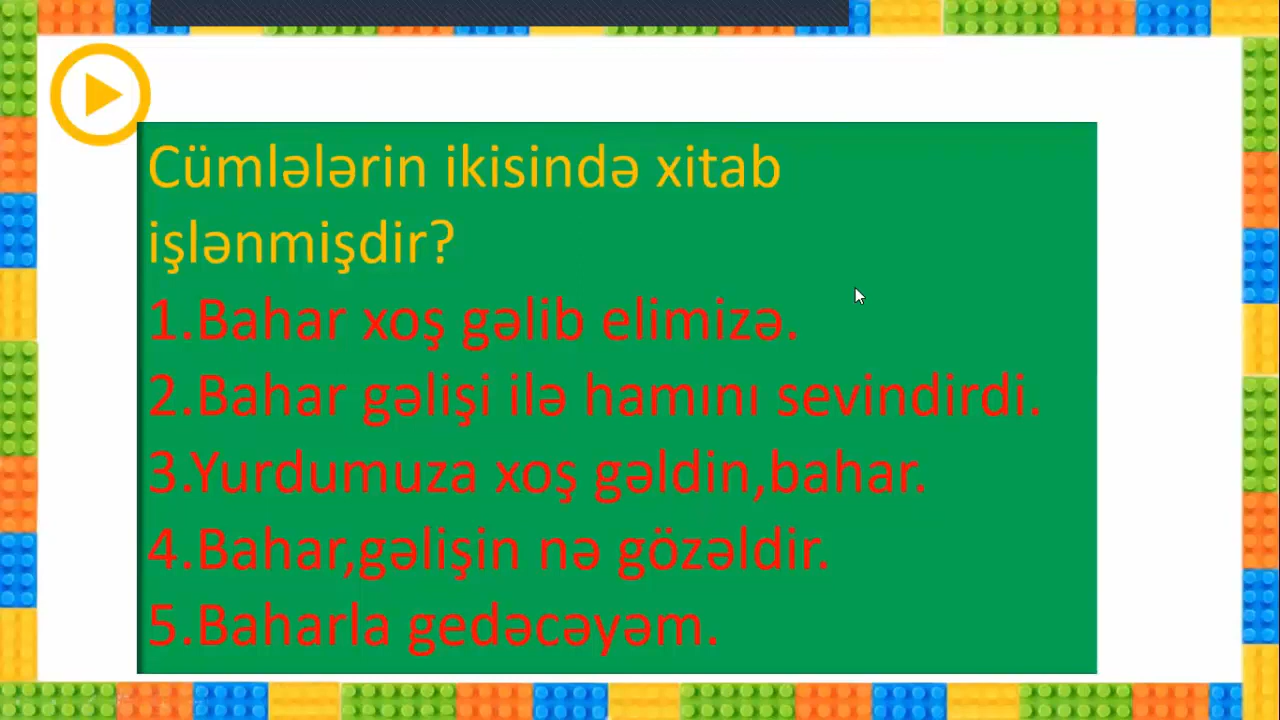 Cümlələrin ikisində xitab
işlənmişdir?
1.Bahar xoş gəlib elimizə.
2.Bahar gəlişi ilə hamını sevindirdi.
3.Yurdumuza xoş gəldin,bahar.
4.Bahar,gəlişin nə gözəldir.
5.Baharla gedəcəyəm.